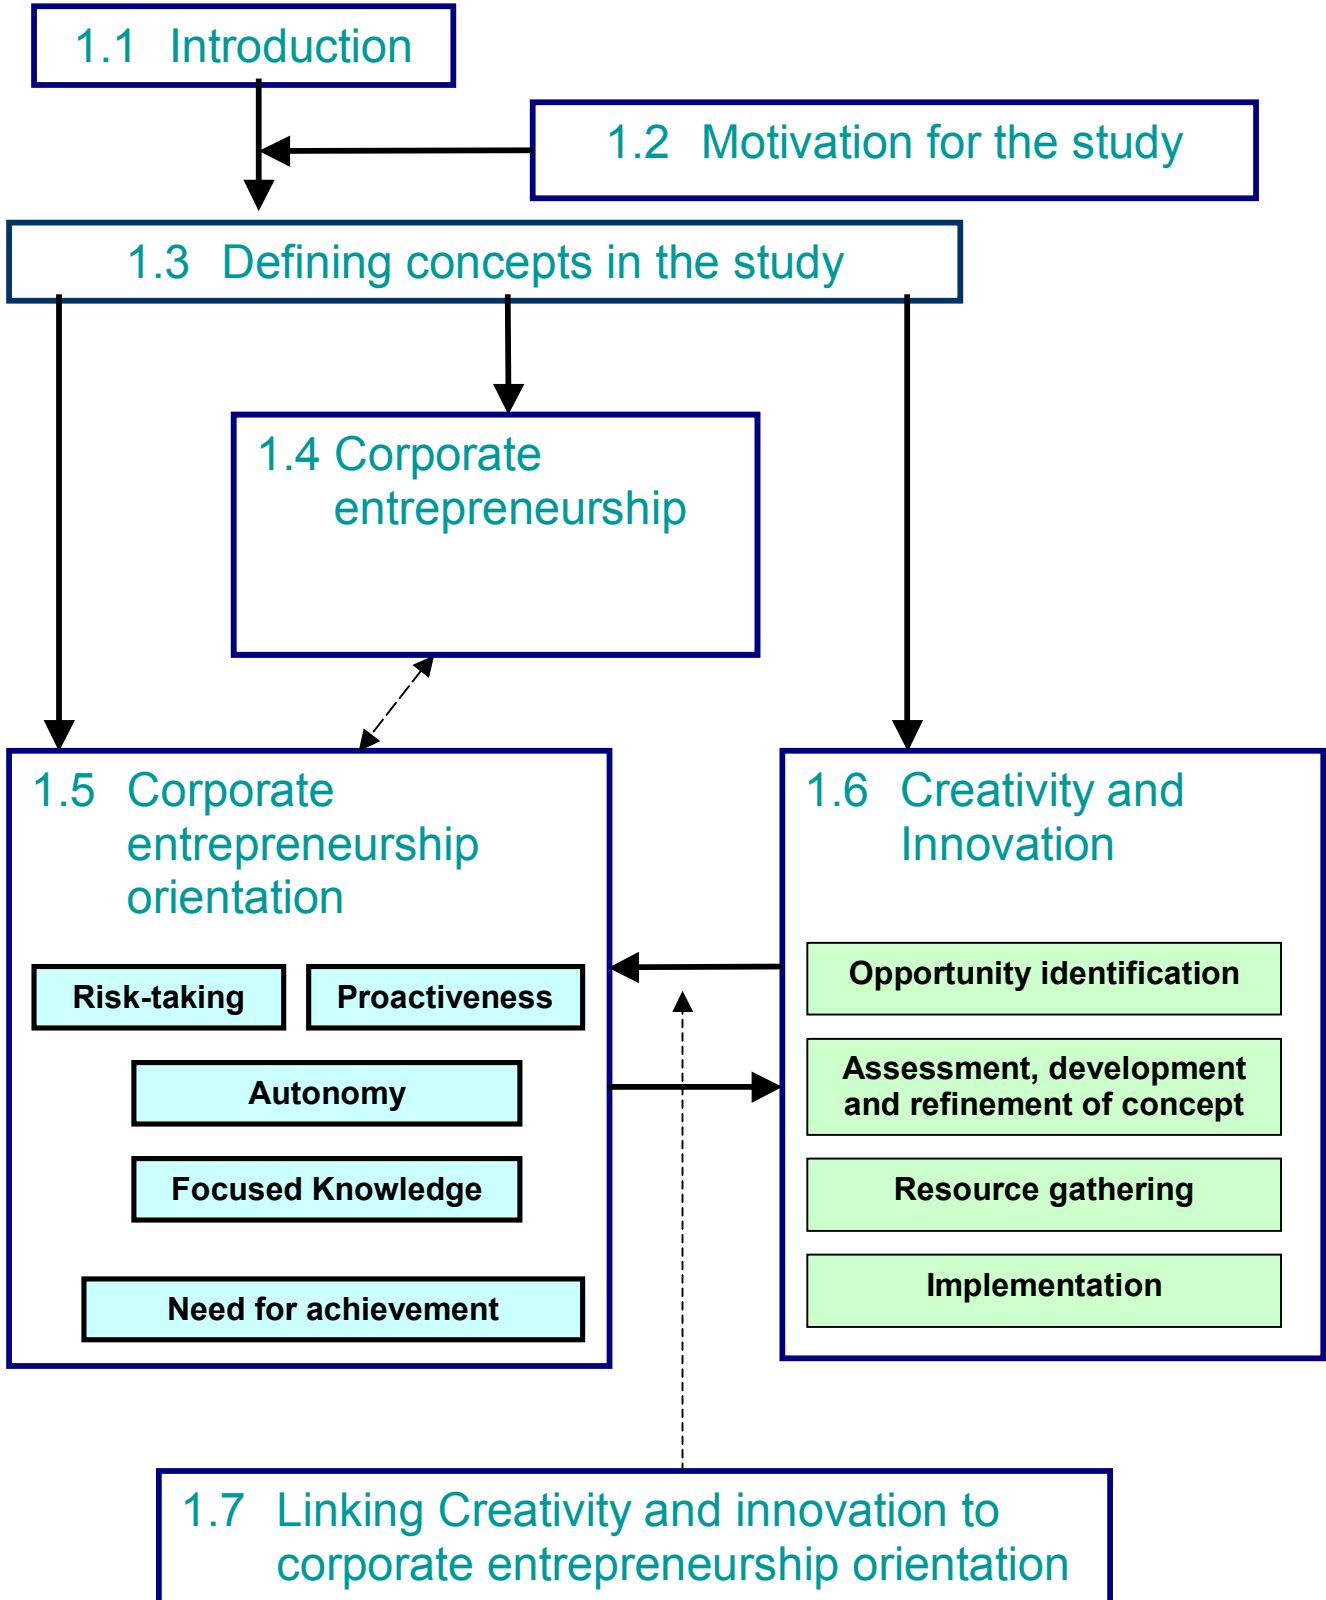 1.1 Introduction
1.2 Motivation for the study
1.3 Defining concepts in the study
1.4 Corporate
entrepreneurship
1.5 Corporate
entrepreneurship
orientation
Risk-taking
Proactiveness
Autonomy
Focused Knowledge
Need for achievement
1.6 Creativity and
Innovation
Opportunity identification
Assessment, development
and refinement of concept
Resource gathering
Implementation
1.7 Linking Creativity and innovation to
corporate entrepreneurship orientation